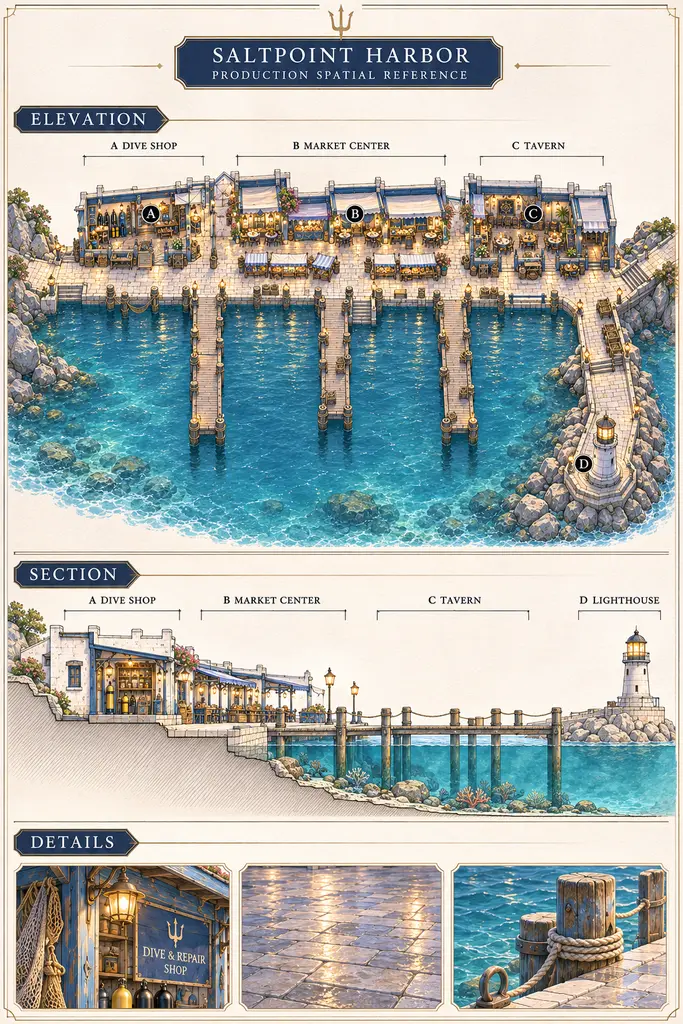 SALTPOINT HARBOR
PRODUCTION SPATIAL REFERENCE
ELEVATION
A DIVE SHOP
B MARKET CENTER
C TAVERN
A
B
C
D
SECTION
A DIVE SHOP
B MARKET CENTER
C TAVERN
D LIGHTHOUSE
DETAILS
DIVE & REPAIR
SHOP